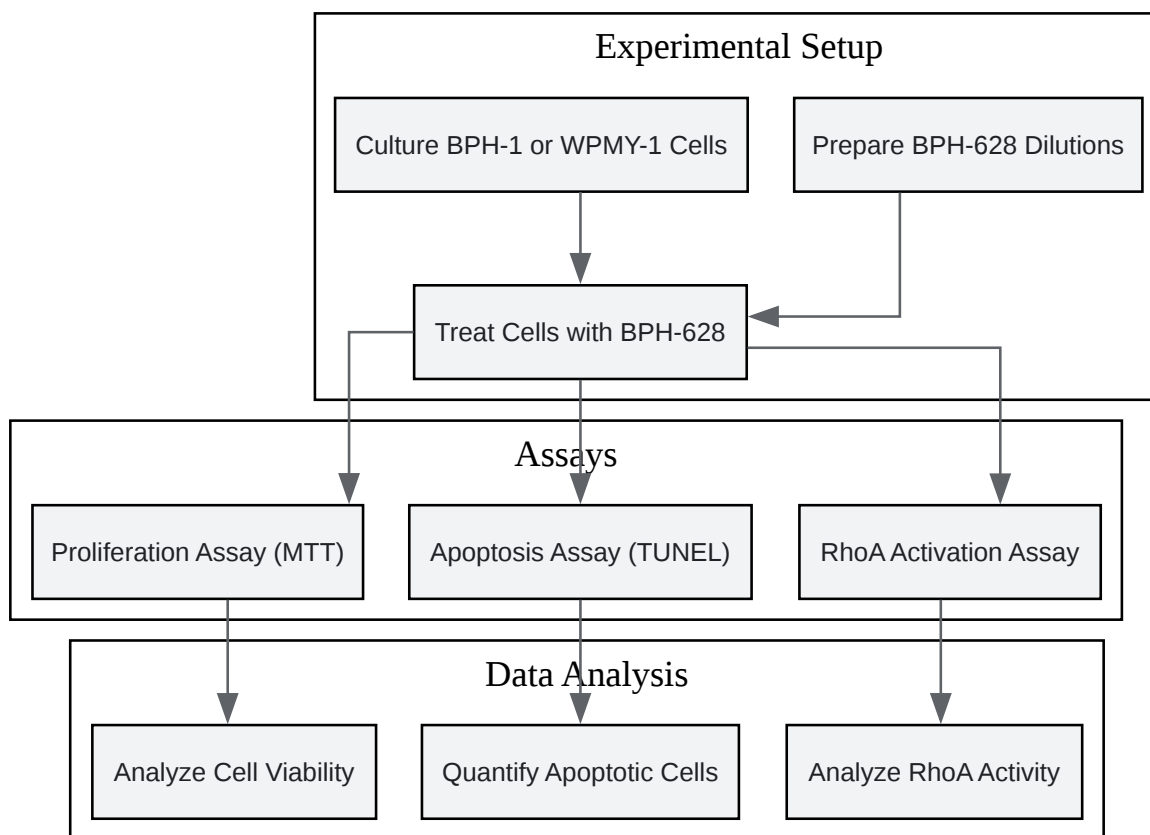 Experimental Setup
Culture BPH-1 or WPMY-1 Cells
Prepare BPH-628 Dilutions
Treat Cells with BPH-628
Assays
Proliferation Assay (MTT)
Apoptosis Assay (TUNEL)
RhoA Activation Assay
Data Analysis
Analyze Cell Viability
Quantify Apoptotic Cells
Analyze RhoA Activity